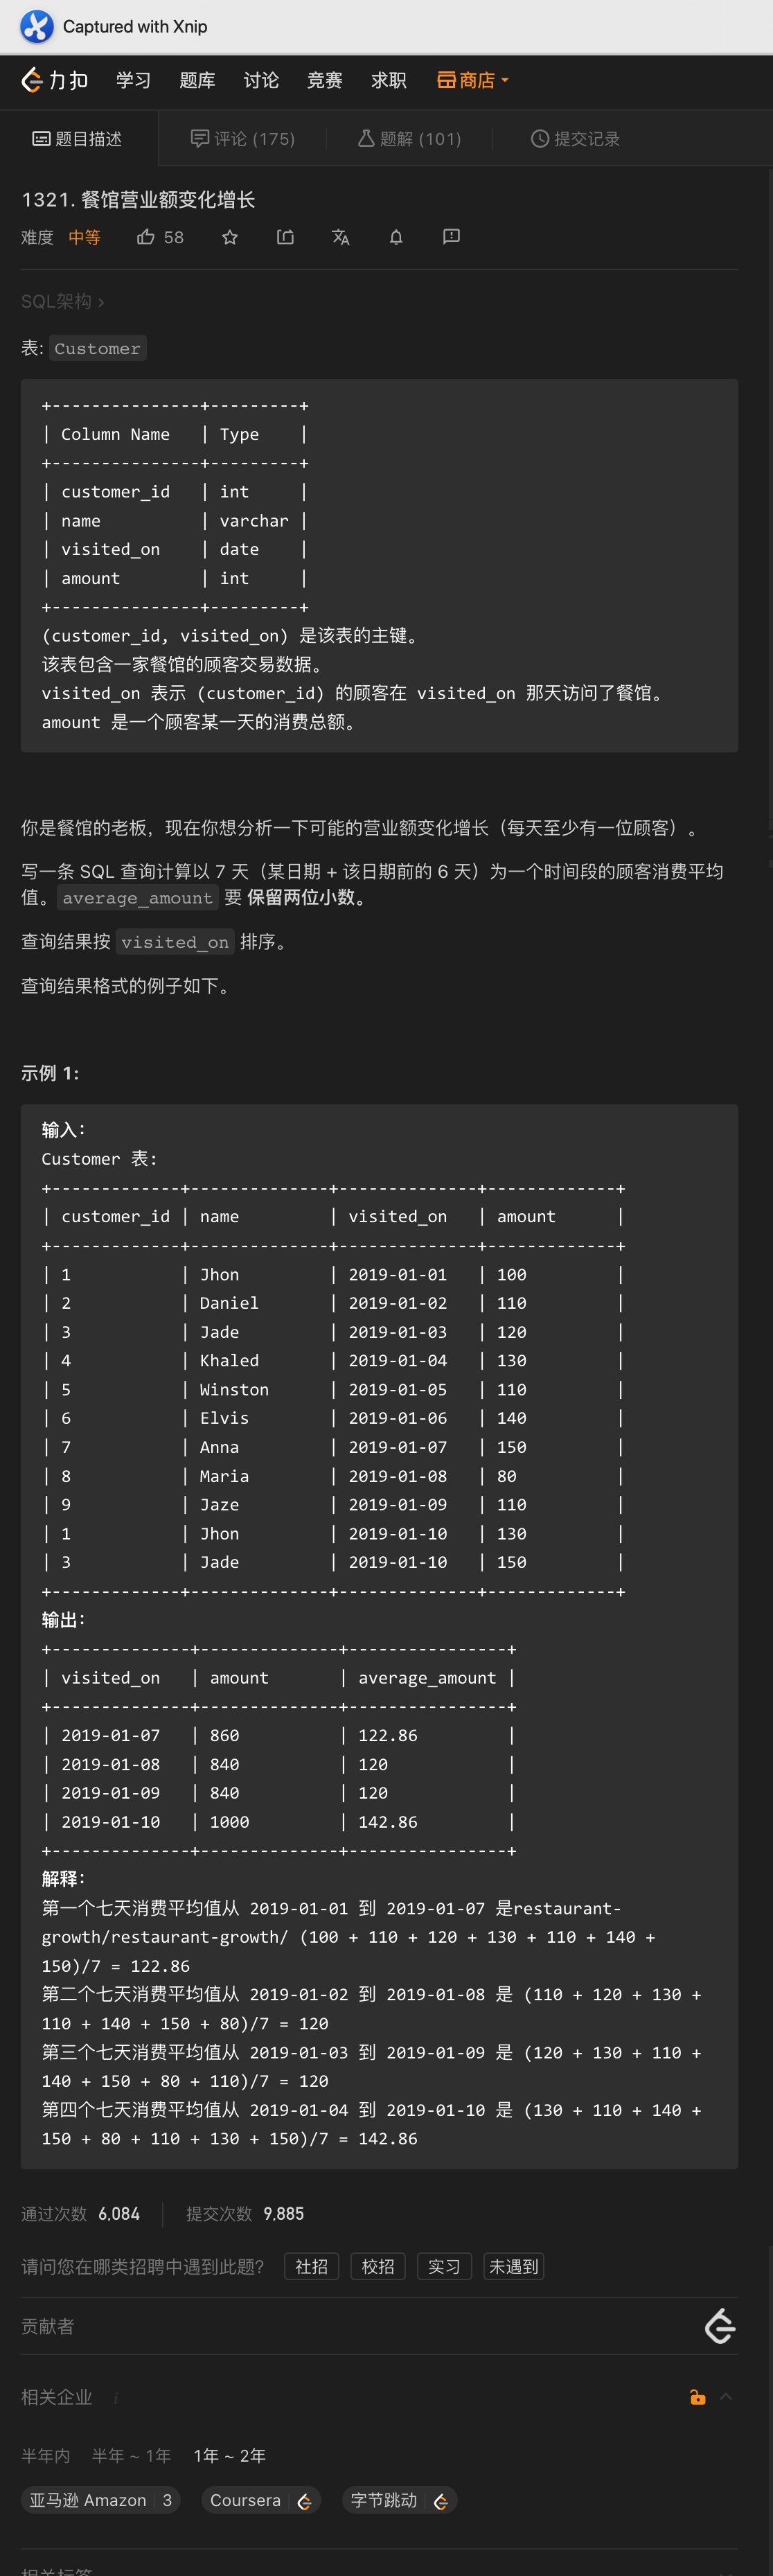 Captured with Xnip
力扣 学习 题库 讨论 竞赛 求职 商店
题目描述 评论 (175) 题解 (101) 提交记录
1321. 餐馆营业额变化增长
难度 中等 58
SQL架构
表: Customer
+---------------+---------+
| Column Name   | Type    |
+---------------+---------+
| customer_id   | int     |
| name          | varchar |
| visited_on    | date    |
| amount        | int     |
+---------------+---------+
(customer_id, visited_on) 是该表的主键。
该表包含一家餐馆的顾客交易数据。
visited_on 表示 (customer_id) 的顾客在 visited_on 那天访问了餐馆。
amount 是一个顾客某一天的消费总额。
你是餐馆的老板，现在你想分析一下可能的营业额变化增长（每天至少有一位顾客）。
写一条 SQL 查询计算以 7 天（某日期 + 该日期前的 6 天）为一个时间段的顾客消费平均
值。average_amount 要 保留两位小数。
查询结果按 visited_on 排序。
查询结果格式的例子如下。
示例 1:
输入：
Customer 表:
+-------------+--------------+--------------+-------------+
| customer_id | name         | visited_on   | amount      |
+-------------+--------------+--------------+-------------+
| 1           | Jhon         | 2019-01-01   | 100         |
| 2           | Daniel       | 2019-01-02   | 110         |
| 3           | Jade         | 2019-01-03   | 120         |
| 4           | Khaled       | 2019-01-04   | 130         |
| 5           | Winston      | 2019-01-05   | 110         |
| 6           | Elvis        | 2019-01-06   | 140         |
| 7           | Anna         | 2019-01-07   | 150         |
| 8           | Maria        | 2019-01-08   | 80          |
| 9           | Jaze         | 2019-01-09   | 110         |
| 1           | Jhon         | 2019-01-10   | 130         |
| 3           | Jade         | 2019-01-10   | 150         |
+-------------+--------------+--------------+-------------+
输出：
+--------------+--------------+----------------+
| visited_on   | amount       | average_amount |
+--------------+--------------+----------------+
| 2019-01-07   | 860          | 122.86         |
| 2019-01-08   | 840          | 120            |
| 2019-01-09   | 840          | 120            |
| 2019-01-10   | 1000         | 142.86         |
+--------------+--------------+----------------+
解释：
第一个七天消费平均值从 2019-01-01 到 2019-01-07 是restaurant-
growth/restaurant-growth/ (100 + 110 + 120 + 130 + 110 + 140 +
150)/7 = 122.86
第二个七天消费平均值从 2019-01-02 到 2019-01-08 是 (110 + 120 + 130 +
110 + 140 + 150 + 80)/7 = 120
第三个七天消费平均值从 2019-01-03 到 2019-01-09 是 (120 + 130 + 110 +
140 + 150 + 80 + 110)/7 = 120
第四个七天消费平均值从 2019-01-04 到 2019-01-10 是 (130 + 110 + 140 +
150 + 80 + 110 + 130 + 150)/7 = 142.86
通过次数 6,084 提交次数 9,885
请问您在哪类招聘中遇到此题? 社招 校招 实习 未遇到
贡献者
相关企业 i
半年内 半年 ~ 1年 1年 ~ 2年
亚马逊 Amazon 3 Coursera 字节跳动
相关标签